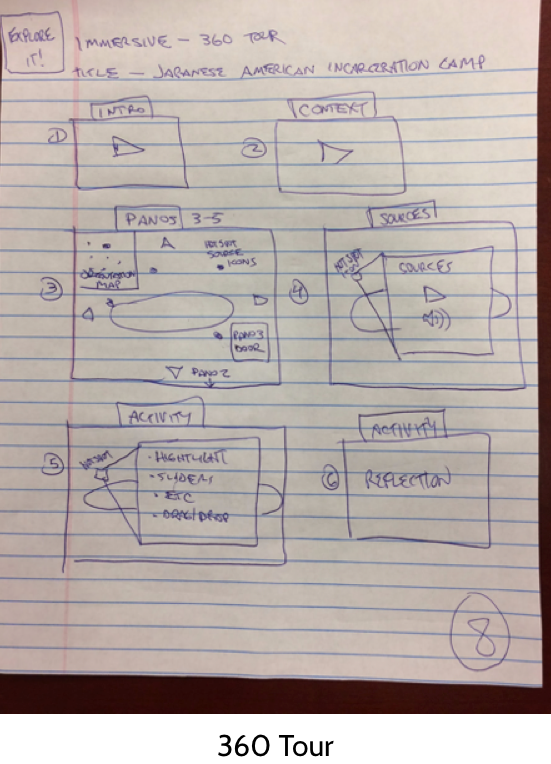 EXPLORE
IT!
IMMERSIVE – 360 TOUR
TITLE – JAPANESE AMERICAN INCARCERATION CAMP
INTRO
1
CONTEXT
2
PANOS 3-5
3
ORIENTATION
MAP
HOTSPOT
SOURCE
ICONS
PANO 3
DOOR
PANO 2
SOURCES
4
HOTSPOT
ICON
SOURCES
ACTIVITY
5
HOTSPOT
· HIGHLIGHT
· SLIDERS
· ETC
· DRAG/DROP
ACTIVITY
6
REFLECTION
8
360 Tour